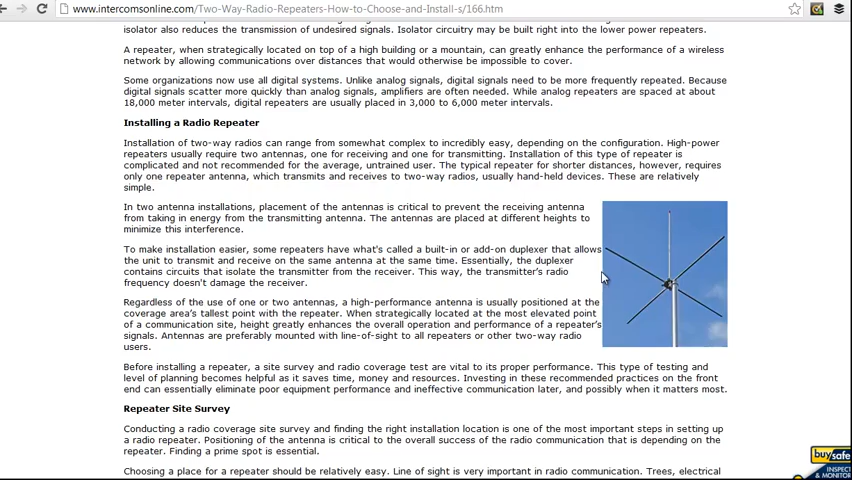 www.intercomsonline.com/Two-Way-Radio-Repeaters-How-to-Choose-and-Install-s/166.htm
isolator also reduces the transmission of undesired signals. Isolator circuitry may be built right into the lower power repeaters.
A repeater, when strategically located on top of a high building or a mountain, can greatly enhance the performance of a wireless
network by allowing communications over distances that would otherwise be impossible to cover.
Some organizations now use all digital systems. Unlike analog signals, digital signals need to be more frequently repeated. Because
digital signals scatter more quickly than analog signals, amplifiers are often needed. While analog repeaters are spaced at about
18,000 meter intervals, digital repeaters are usually placed in 3,000 to 6,000 meter intervals.
Installing a Radio Repeater
Installation of two-way radios can range from somewhat complex to incredibly easy, depending on the configuration. High-power
repeaters usually require two antennas, one for receiving and one for transmitting. Installation of this type of repeater is
complicated and not recommended for the average, untrained user. The typical repeater for shorter distances, however, requires
only one repeater antenna, which transmits and receives to two-way radios, usually hand-held devices. These are relatively
simple.
In two antenna installations, placement of the antennas is critical to prevent the receiving antenna
from taking in energy from the transmitting antenna. The antennas are placed at different heights to
minimize this interference.
To make installation easier, some repeaters have what's called a built-in or add-on duplexer that allows
the unit to transmit and receive on the same antenna at the same time. Essentially, the duplexer
contains circuits that isolate the transmitter from the receiver. This way, the transmitter's radio
frequency doesn't damage the receiver.
Regardless of the use of one or two antennas, a high-performance antenna is usually positioned at the
coverage area's tallest point with the repeater. When strategically located at the most elevated point
of a communication site, height greatly enhances the overall operation and performance of a repeater's
signals. Antennas are preferably mounted with line-of-sight to all repeaters or other two-way radio
users.
Before installing a repeater, a site survey and radio coverage test are vital to its proper performance. This type of testing and
level of planning becomes helpful as it saves time, money and resources. Investing in these recommended practices on the front
end can essentially eliminate poor equipment performance and ineffective communication later, and possibly when it matters most.
Repeater Site Survey
Conducting a radio coverage site survey and finding the right installation location is one of the most important steps in setting up
a radio repeater. Positioning of the antenna is critical to the overall success of the radio communication that is depending on the
repeater. Finding a prime spot is essential.
Choosing a place for a repeater should be relatively easy. Line of sight is very important in radio communication. Trees, electrical
buySAFE
INSPECT
& MONITOR